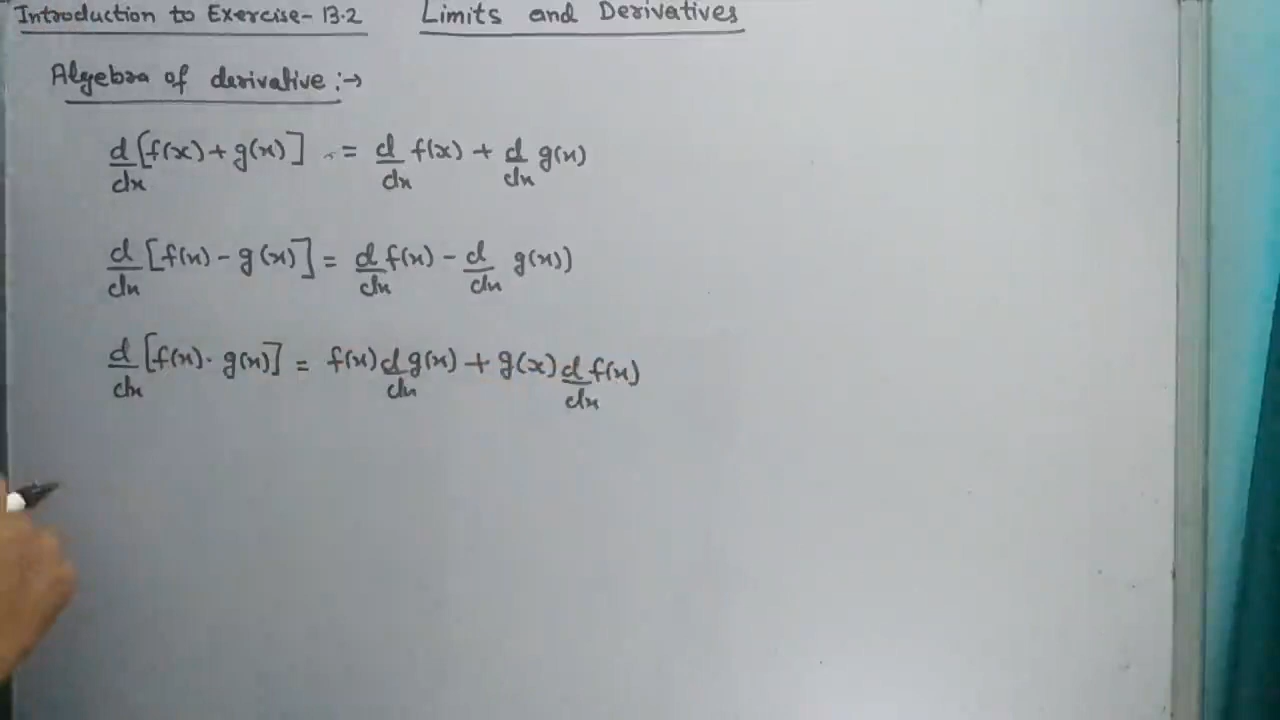 Introduction to Exercise-13.2 Limits and Derivatives
Algebra of derivative :→
d/dx [f(x) + g(x)] = d/dx f(x) + d/dx g(x)
d/dx [f(x) - g(x)] = d/dx f(x) - d/dx g(x))
d/dx [f(x) · g(x)] = f(x) d/dx g(x) + g(x) d/dx f(x)